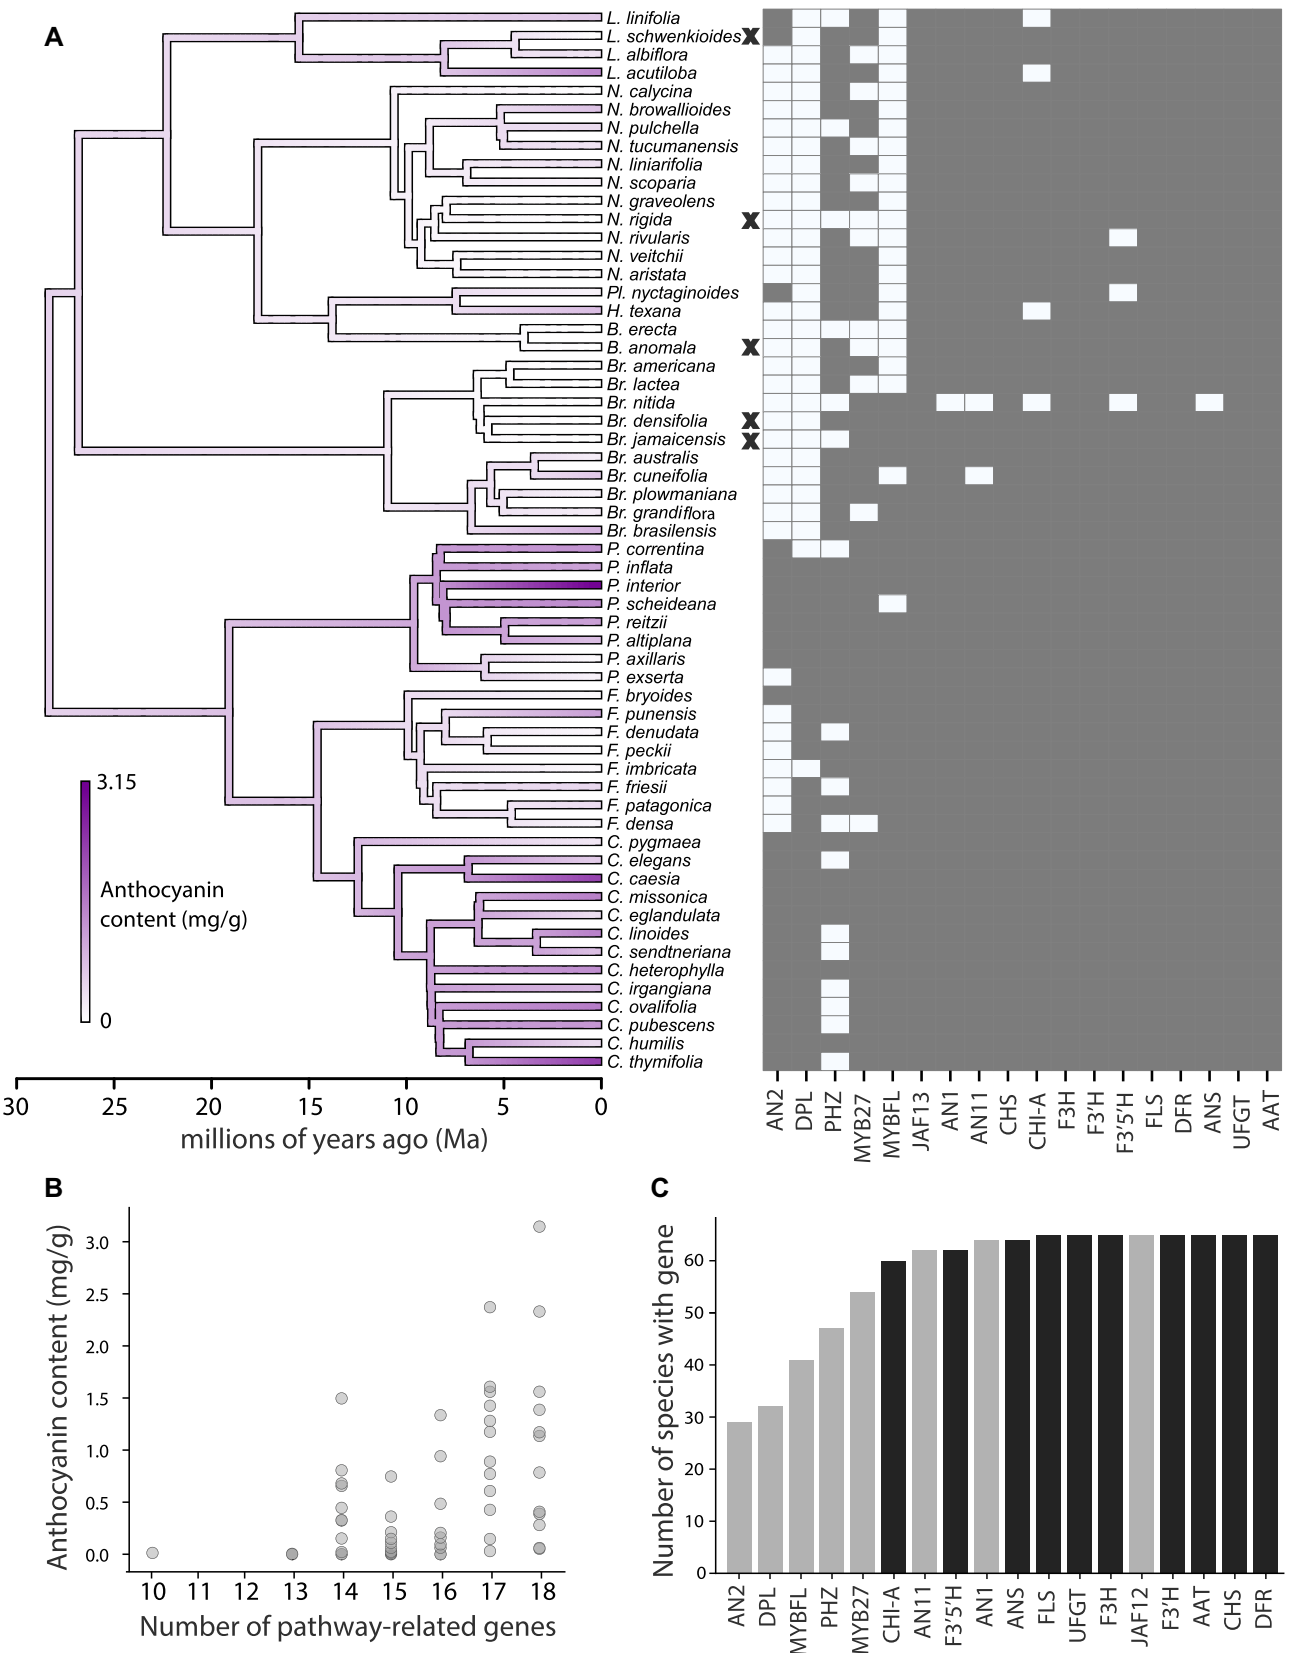 A
L. linifolia
L. schwenkioides X
L. albiflora
L. acutiloba
N. calycina
N. browallioides
N. pulchella
N. tucumanensis
N. liniarifolia
N. scoparia
N. graveolens
N. rigida X
N. rivularis
N. veitchii
N. aristata
Pl. nyctaginoides
H. texana
B. erecta
B. anomala X
Br. americana
Br. lactea
Br. nitida
Br. densifolia X
Br. jamaicensis X
Br. australis
Br. cuneifolia
Br. plowmaniana
Br. grandiflora
Br. brasilensis
P. correntina
P. inflata
P. interior
P. scheideana
P. reitzii
P. altiplana
P. axillaris
P. exserta
F. bryoides
F. punensis
F. denudata
F. peckii
F. imbricata
F. friesii
F. patagonica
F. densa
C. pygmaea
C. elegans
C. caesia
C. missonica
C. eglandulata
C. linoides
C. sendtneriana
C. heterophylla
C. irgangiana
C. ovalifolia
C. pubescens
C. humilis
C. thymifolia
3.15
Anthocyanin
content (mg/g)
0
30 25 20 15 10 5 0
millions of years ago (Ma)
AN2 DPL PHZ MYB27 MYBFL JAF13 AN1 AN11 CHS CHI-A F3H F3'H F3'5'H FLS DFR ANS UFGT AAT
B
Anthocyanin content (mg/g)
3.0
2.5
2.0
1.5
1.0
0.5
0.0
10 11 12 13 14 15 16 17 18
Number of pathway-related genes
C
Number of species with gene
60
50
40
30
20
10
0
AN2 DPL MYBFL PHZ MYB27 CHI-A AN11 F3'5'H AN1 ANS FLS UFGT F3H JAF12 F3'H AAT CHS DFR